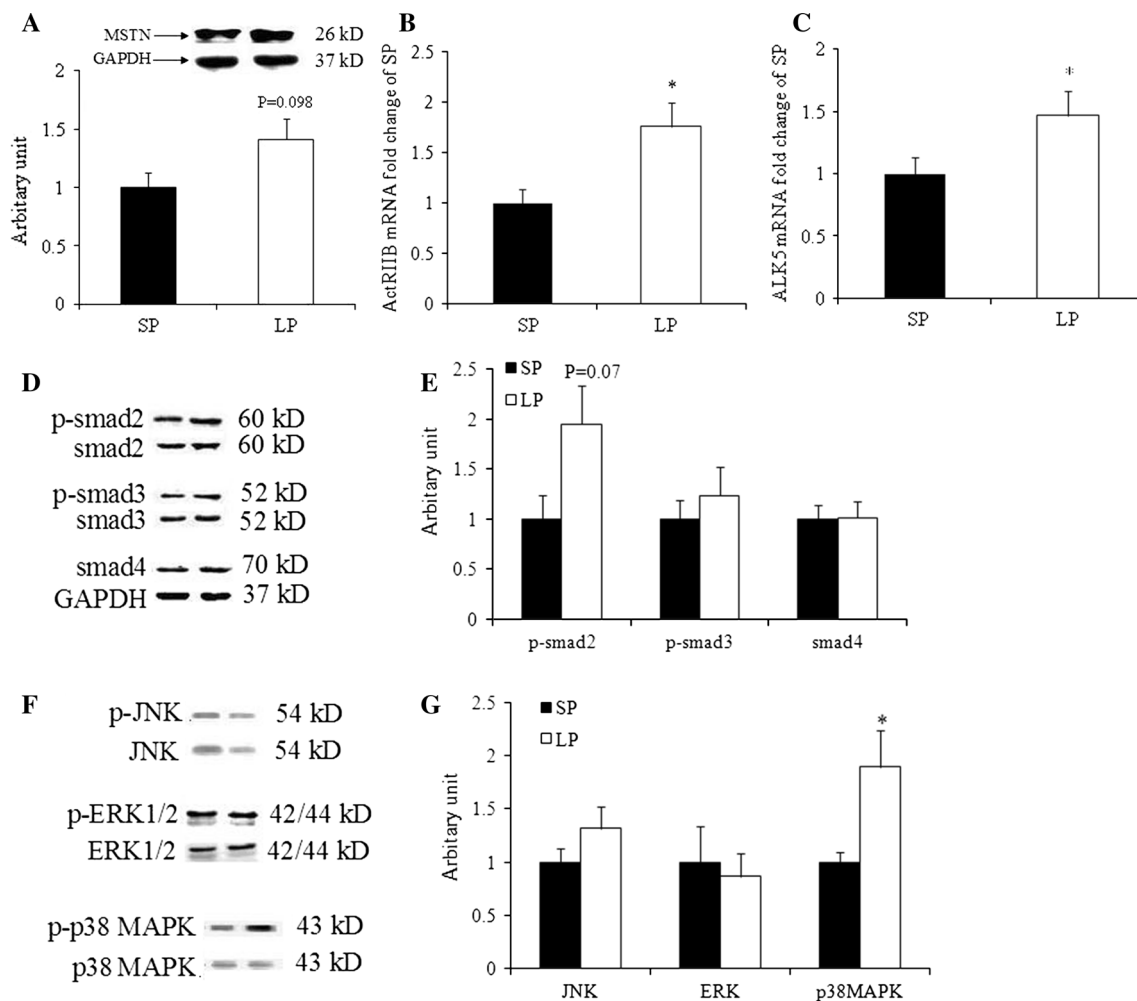 A
MSTN
26 kD
GAPDH
37 kD
2
1.5
1
0.5
0
Arbitary unit
P=0.098
SP
LP
B
ActRIIB mRNA fold change of SP
2.5
2
1.5
1
0.5
0
*
SP
LP
C
ALK5 mRNA fold change of SP
2
1.5
1
0.5
0
*
SP
LP
D
p-smad2
60 kD
smad2
60 kD
p-smad3
52 kD
smad3
52 kD
smad4
70 kD
GAPDH
37 kD
E
Arbitary unit
2.5
2
1.5
1
0.5
0
SP
LP
P=0.07
p-smad2
p-smad3
smad4
F
p-JNK
54 kD
JNK
54 kD
p-ERK1/2
42/44 kD
ERK1/2
42/44 kD
p-p38 MAPK
43 kD
p38 MAPK
43 kD
G
Arbitary unit
2.5
2
1.5
1
0.5
0
SP
LP
*
JNK
ERK
p38MAPK